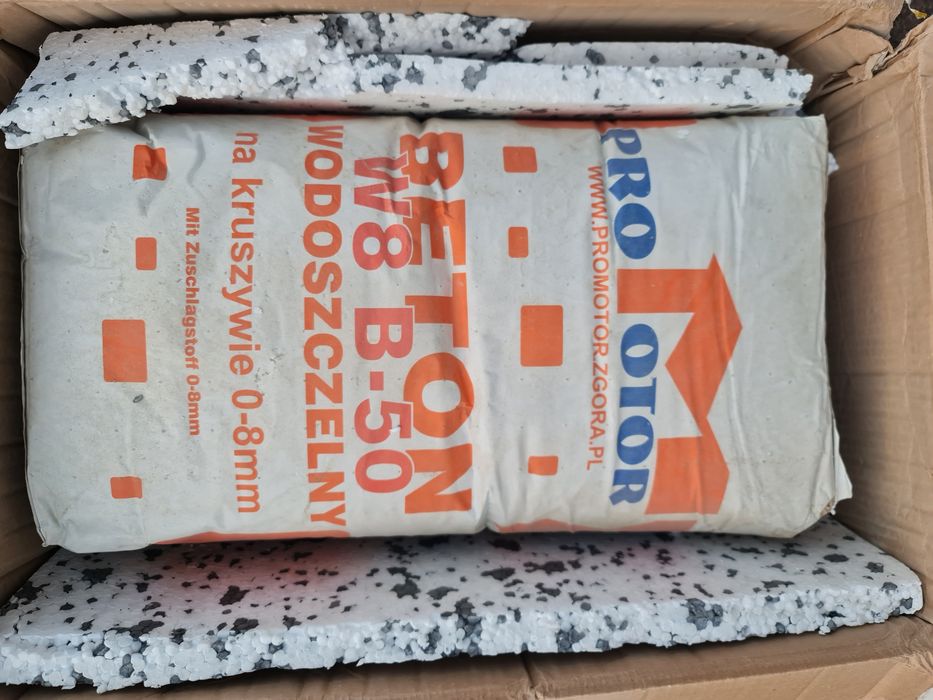 PRO MOTOR
WWW.PROMOTOR.ZGORA.PL
BETON
W8 B-50
WODOSZCZELNY
na kruszywie 0-8mm
Mit Zuschlagstoff 0-8mm